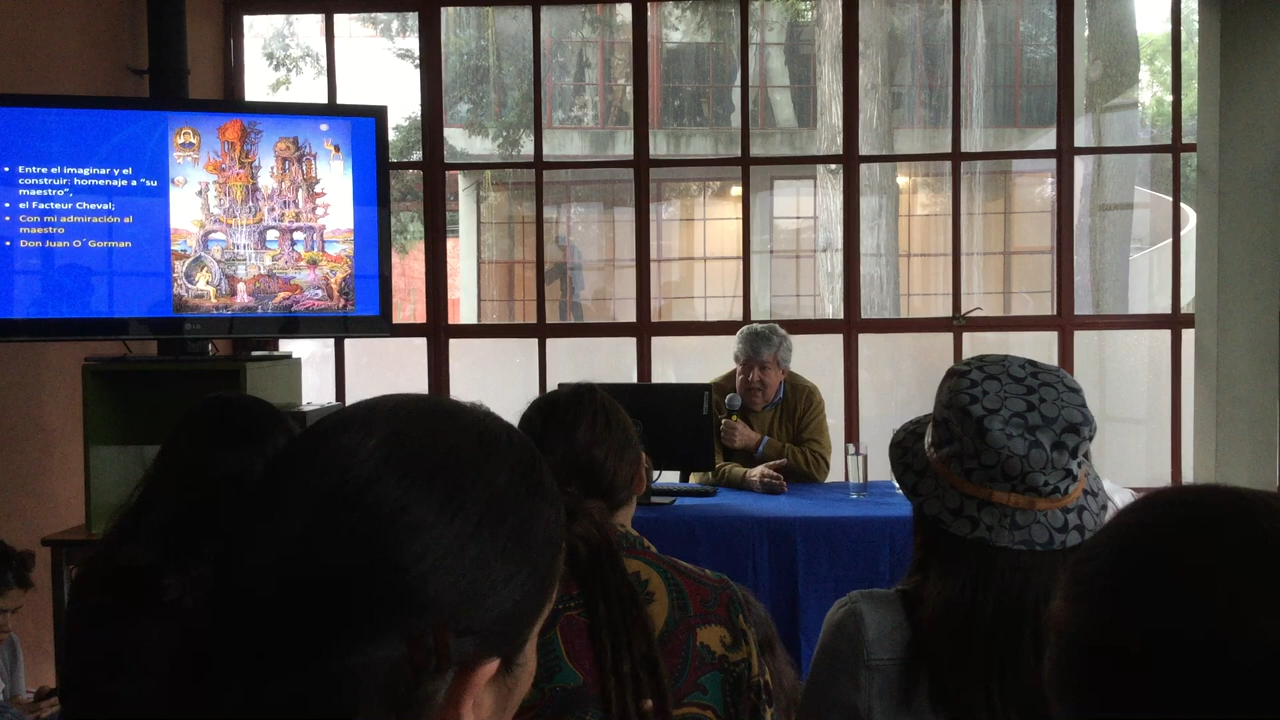 • Entre el imaginar y el
construir: homenaje a “su
maestro”,
• el Facteur Cheval;
• Con mi admiración al
maestro
• Don Juan O´Gorman
LG